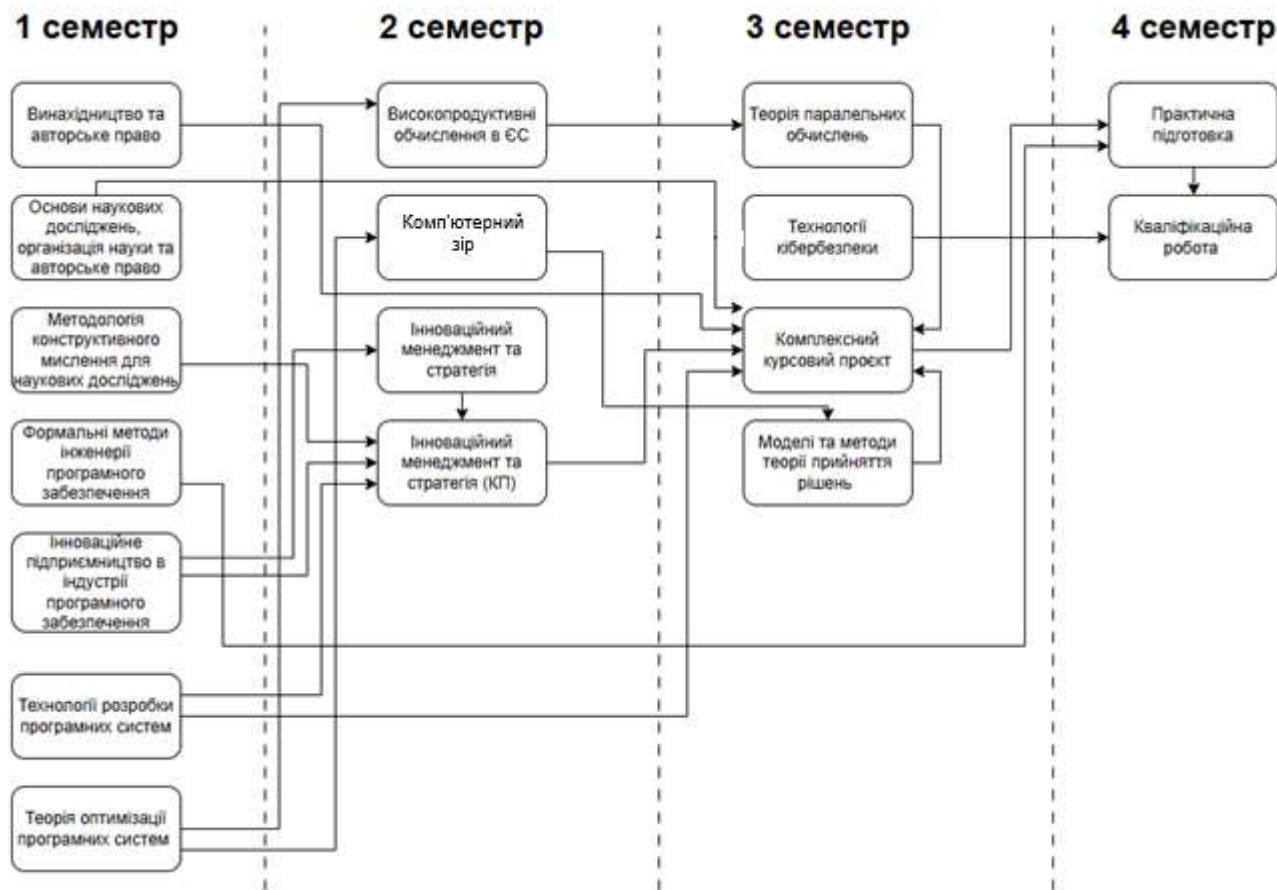 1 семестр
2 семестр
3 семестр
4 семестр
Винахідництво та
авторське право
Основи наукових
досліджень,
організація науки та
авторське право
Методологія
конструктивного
мислення для
наукових досліджень
Формальні методи
інженерії
програмного
забезпечення
Інноваційне
підприємництво в
індустрії
програмного
забезпечення
Технології розробки
програмних систем
Теорія оптимізації
програмних систем
Високопродуктивні
обчислення в ЄС
Комп'ютерний
зір
Інноваційний
менеджмент та
стратегія
Інноваційний
менеджмент та
стратегія (КП)
Теорія паралельних
обчислень
Технології
кібербезпеки
Комплексний
курсовий проєкт
Моделі та методи
теорії прийняття
рішень
Практична
підготовка
Кваліфікаційна
робота